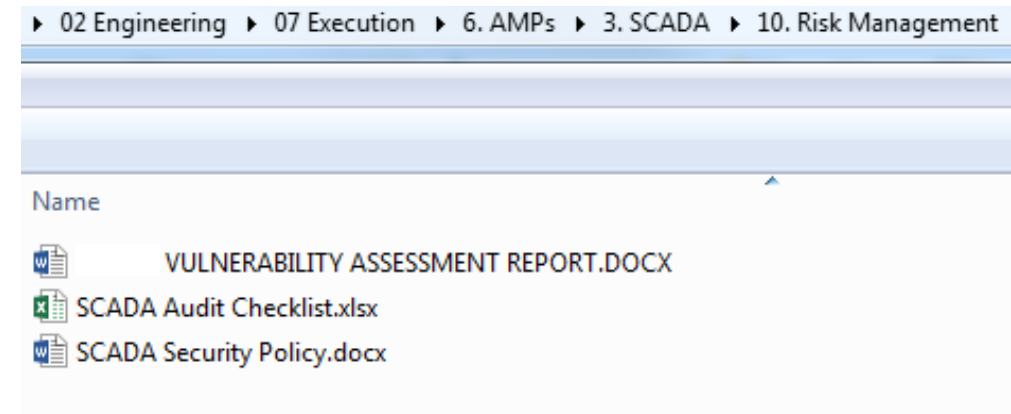 ▸ 02 Engineering ▸ 07 Execution ▸ 6. AMPs ▸ 3. SCADA ▸ 10. Risk Management
Name
VULNERABILITY ASSESSMENT REPORT.DOCX
SCADA Audit Checklist.xlsx
SCADA Security Policy.docx